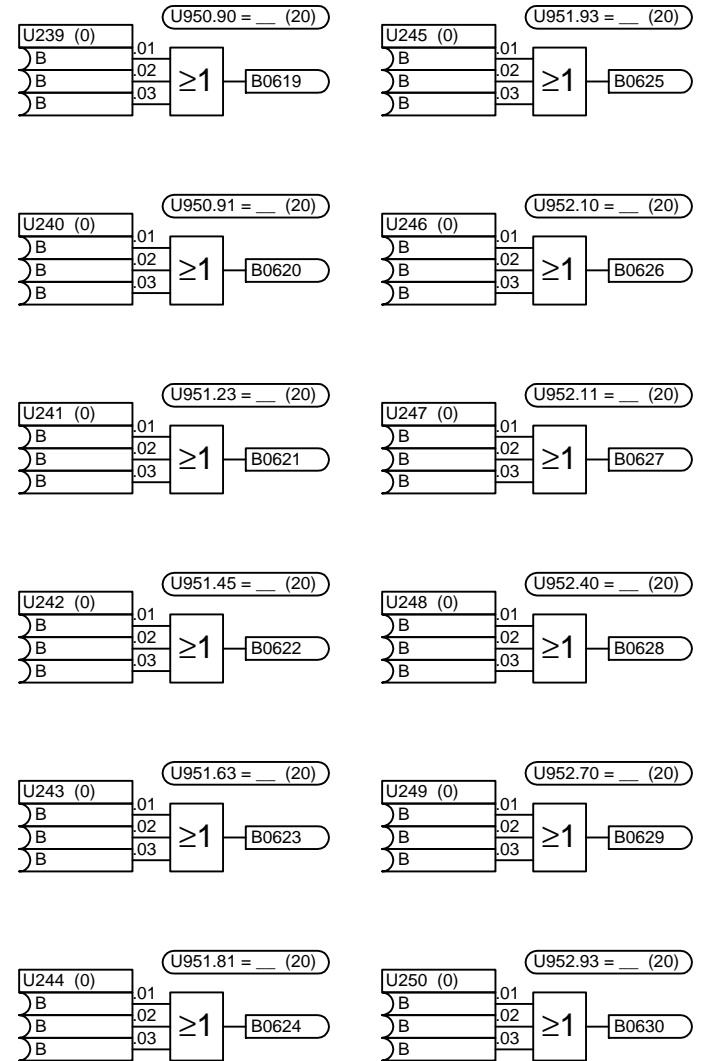 U950.90 = __ (20)
U239 (0)
B .01
B .02
B .03
≥1
B0619
U951.93 = __ (20)
U245 (0)
B .01
B .02
B .03
≥1
B0625
U950.91 = __ (20)
U240 (0)
B .01
B .02
B .03
≥1
B0620
U952.10 = __ (20)
U246 (0)
B .01
B .02
B .03
≥1
B0626
U951.23 = __ (20)
U241 (0)
B .01
B .02
B .03
≥1
B0621
U952.11 = __ (20)
U247 (0)
B .01
B .02
B .03
≥1
B0627
U951.45 = __ (20)
U242 (0)
B .01
B .02
B .03
≥1
B0622
U952.40 = __ (20)
U248 (0)
B .01
B .02
B .03
≥1
B0628
U951.63 = __ (20)
U243 (0)
B .01
B .02
B .03
≥1
B0623
U952.70 = __ (20)
U249 (0)
B .01
B .02
B .03
≥1
B0629
U951.81 = __ (20)
U244 (0)
B .01
B .02
B .03
≥1
B0624
U952.93 = __ (20)
U250 (0)
B .01
B .02
B .03
≥1
B0630